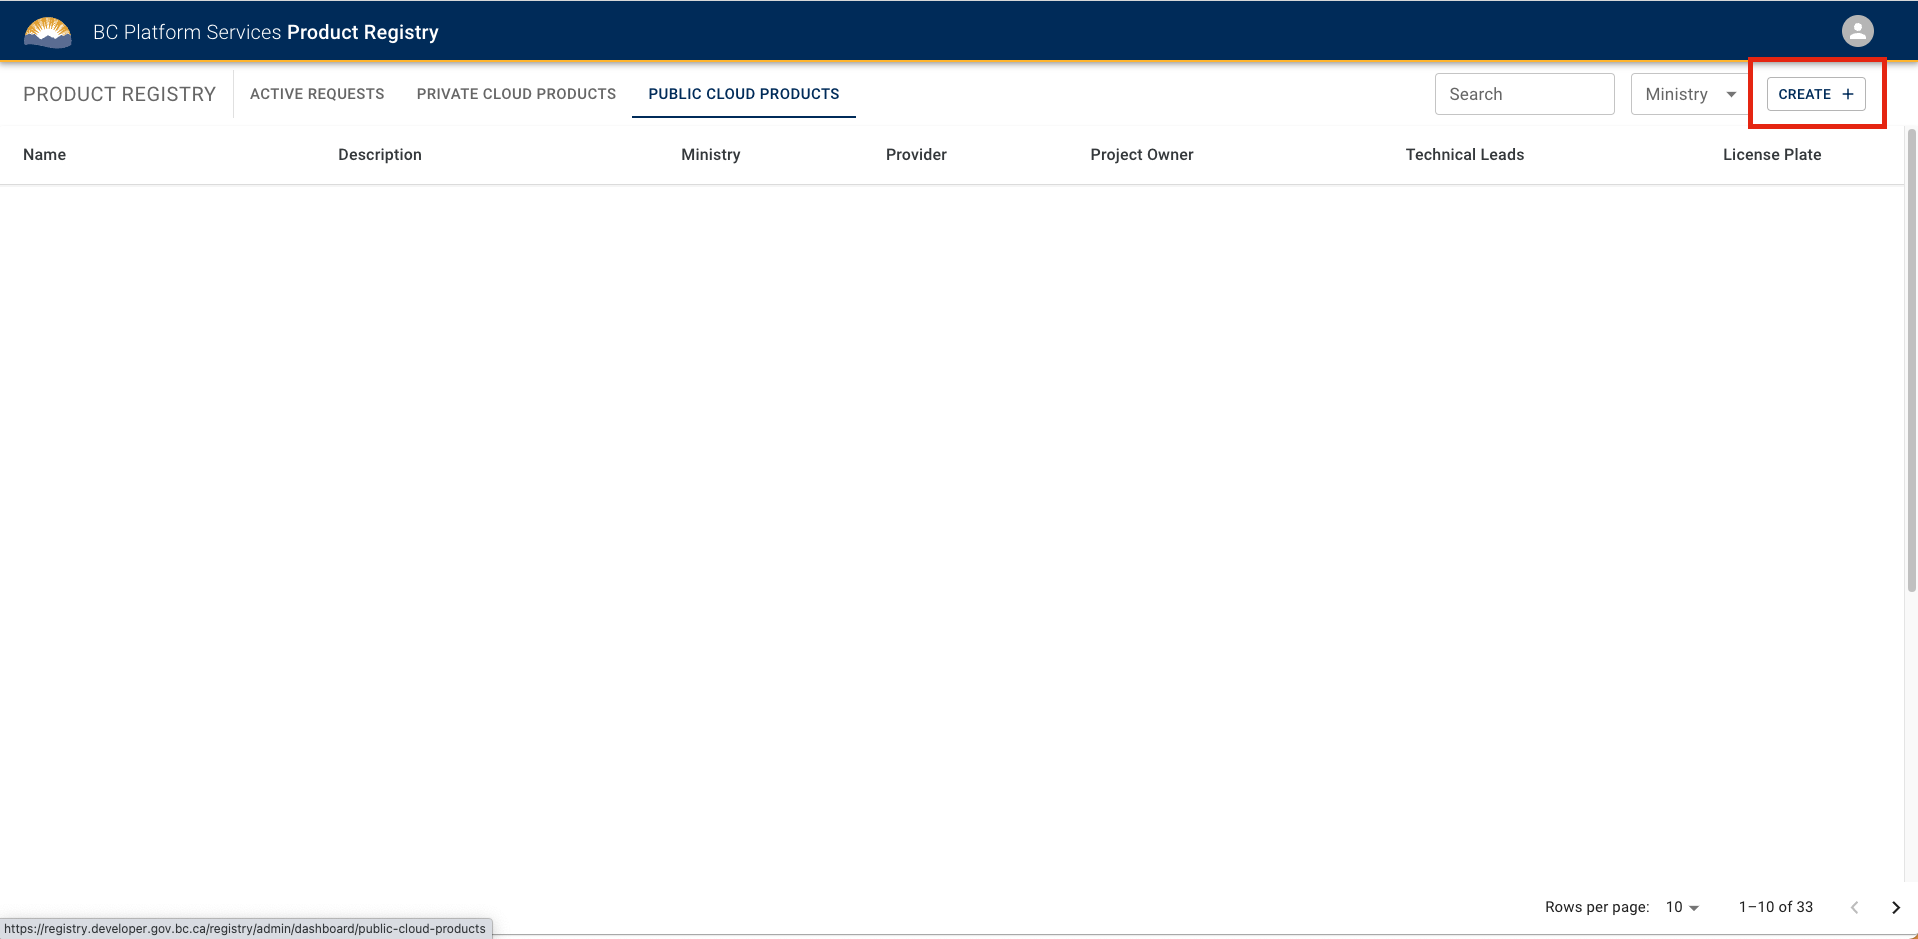 BC Platform Services Product Registry
PRODUCT REGISTRY
ACTIVE REQUESTS
PRIVATE CLOUD PRODUCTS
PUBLIC CLOUD PRODUCTS
Search
Ministry
CREATE +
Name
Description
Ministry
Provider
Project Owner
Technical Leads
License Plate
Rows per page: 10
1–10 of 33
https://registry.developer.gov.bc.ca/registry/admin/dashboard/public-cloud-products